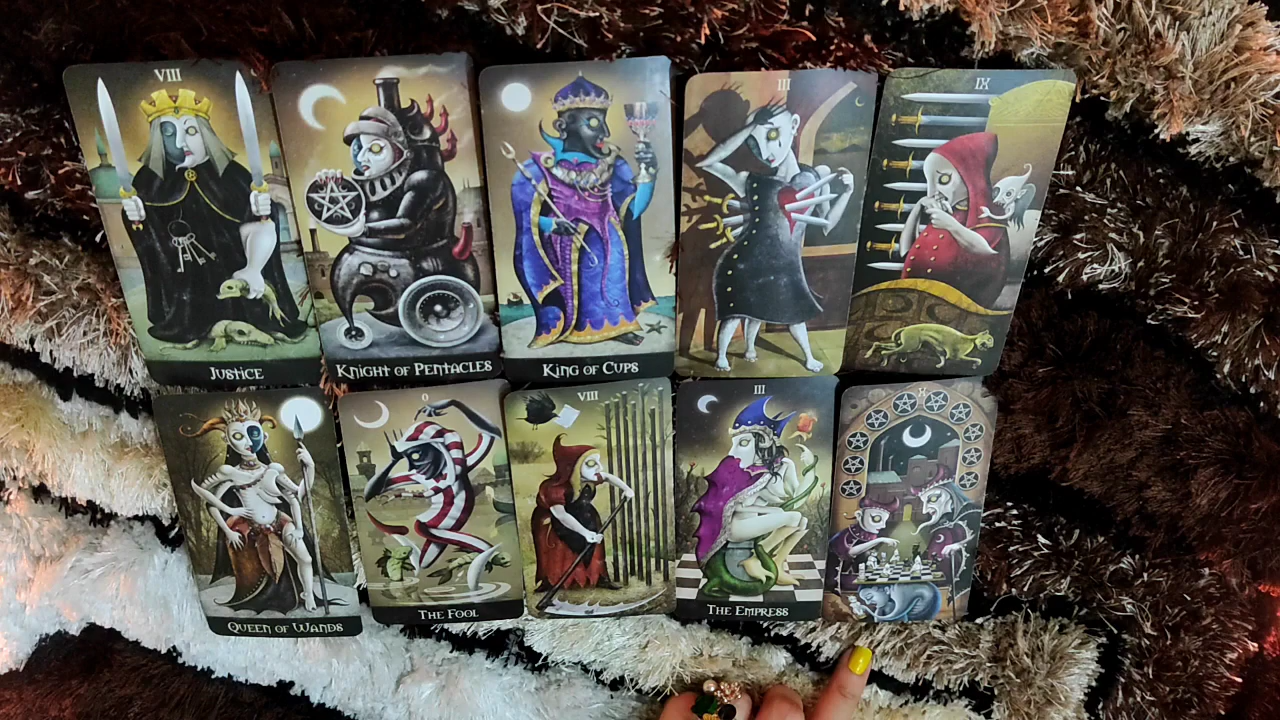 VIII
JUSTICE
KNIGHT OF PENTACLES
KING OF CUPS
III
IX
QUEEN OF WANDS
0
THE FOOL
VIII
III
THE EMPRESS
X